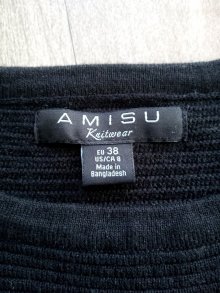 AMISU
Knitwear
EU 38
US/CA 8
Made in
Bangladesh